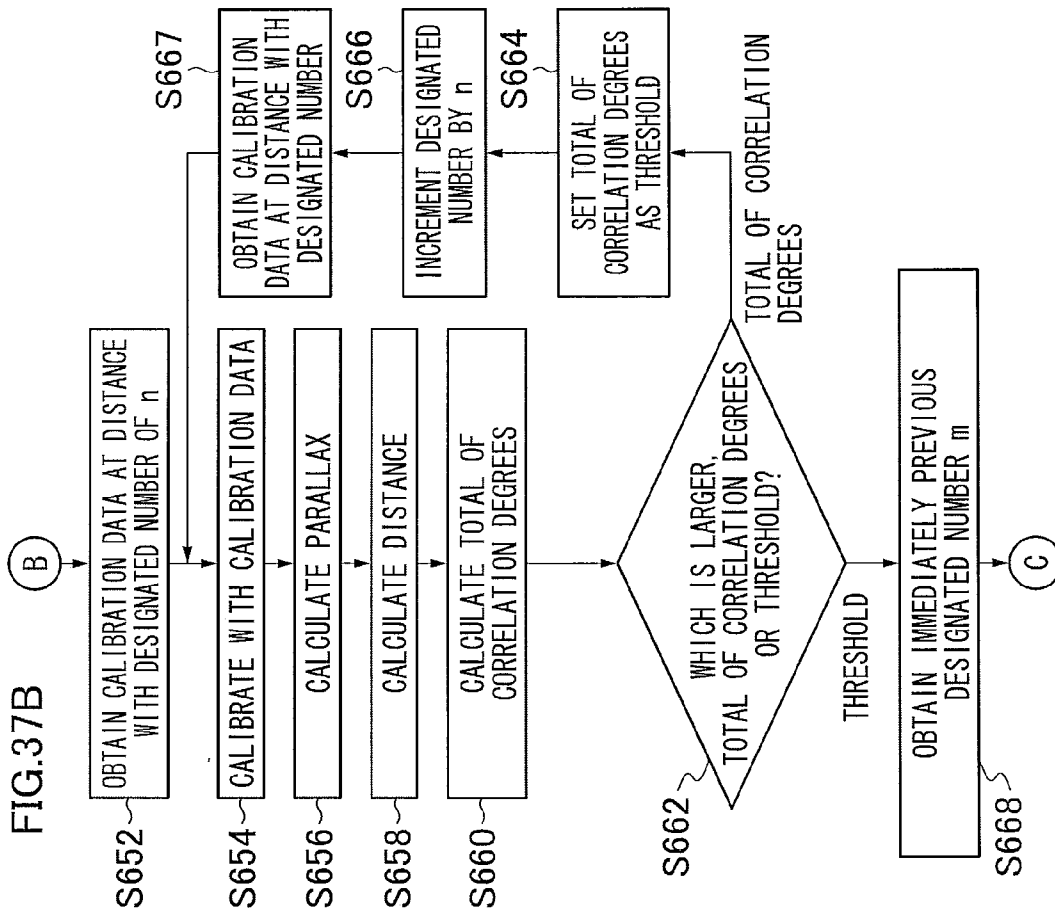 FIG.37B
B
S652
OBTAIN CALIBRATION DATA AT DISTANCE
WITH DESIGNATED NUMBER OF n
S654
CALIBRATE WITH CALIBRATION DATA
S656
CALCULATE PARALLAX
S658
CALCULATE DISTANCE
S660
CALCULATE TOTAL OF
CORRELATION DEGREES
S662
WHICH IS LARGER,
TOTAL OF CORRELATION DEGREES
OR THRESHOLD?
TOTAL OF CORRELATION
DEGREES
S664
SET TOTAL OF
CORRELATION DEGREES
AS THRESHOLD
S666
INCREMENT DESIGNATED
NUMBER BY n
S667
OBTAIN CALIBRATION
DATA AT DISTANCE WITH
DESIGNATED NUMBER
THRESHOLD
S668
OBTAIN IMMEDIATELY PREVIOUS
DESIGNATED NUMBER m
C